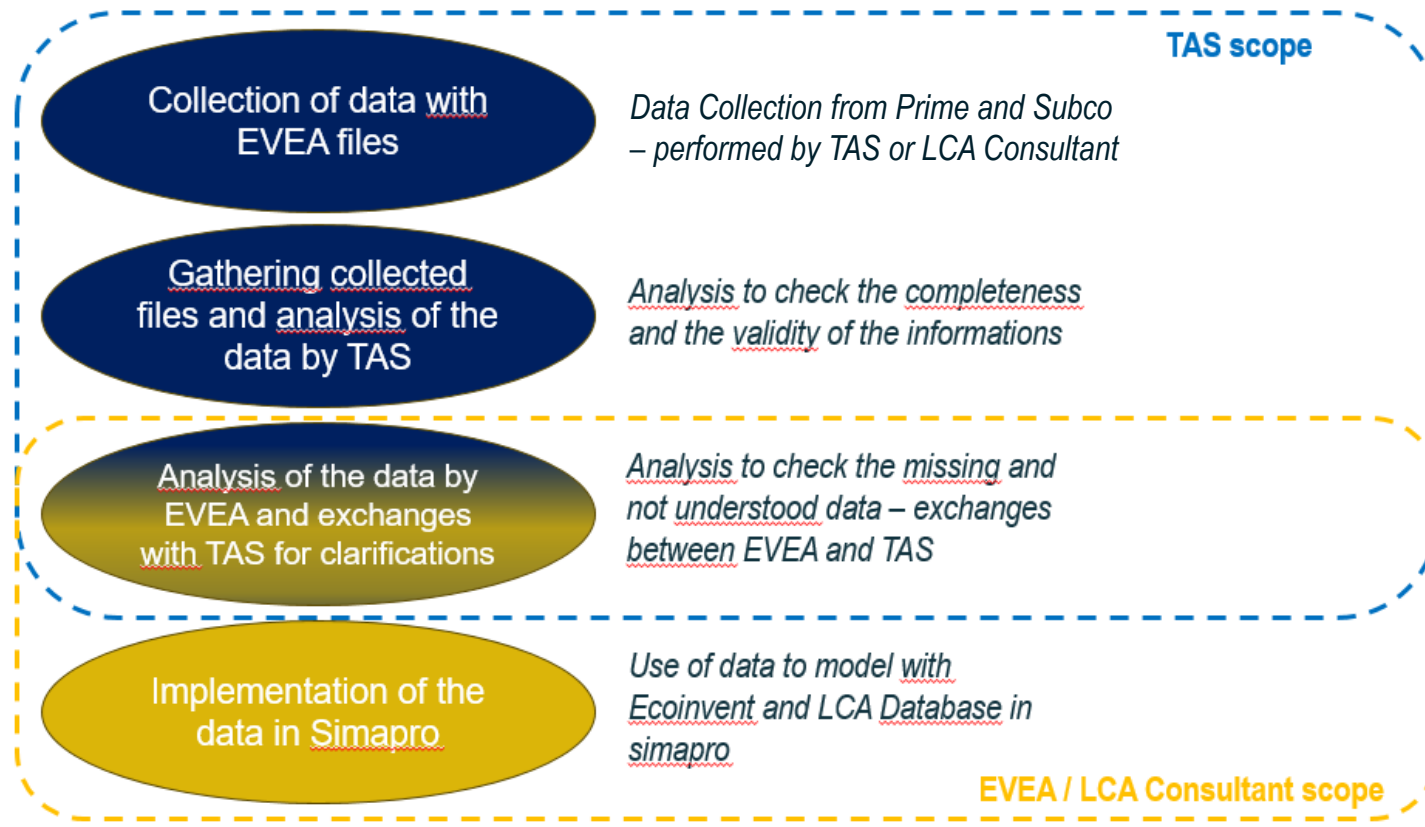 TAS scope
Collection of data with
EVEA files
Data Collection from Prime and Subco
– performed by TAS or LCA Consultant
Gathering collected
files and analysis of the
data by TAS
Analysis to check the completeness
and the validity of the informations
Analysis of the data by
EVEA and exchanges
with TAS for clarifications
Analysis to check the missing and
not understood data – exchanges
between EVEA and TAS
Implementation of the
data in Simapro
Use of data to model with
Ecoinvent and LCA Database in
simapro
EVEA / LCA Consultant scope